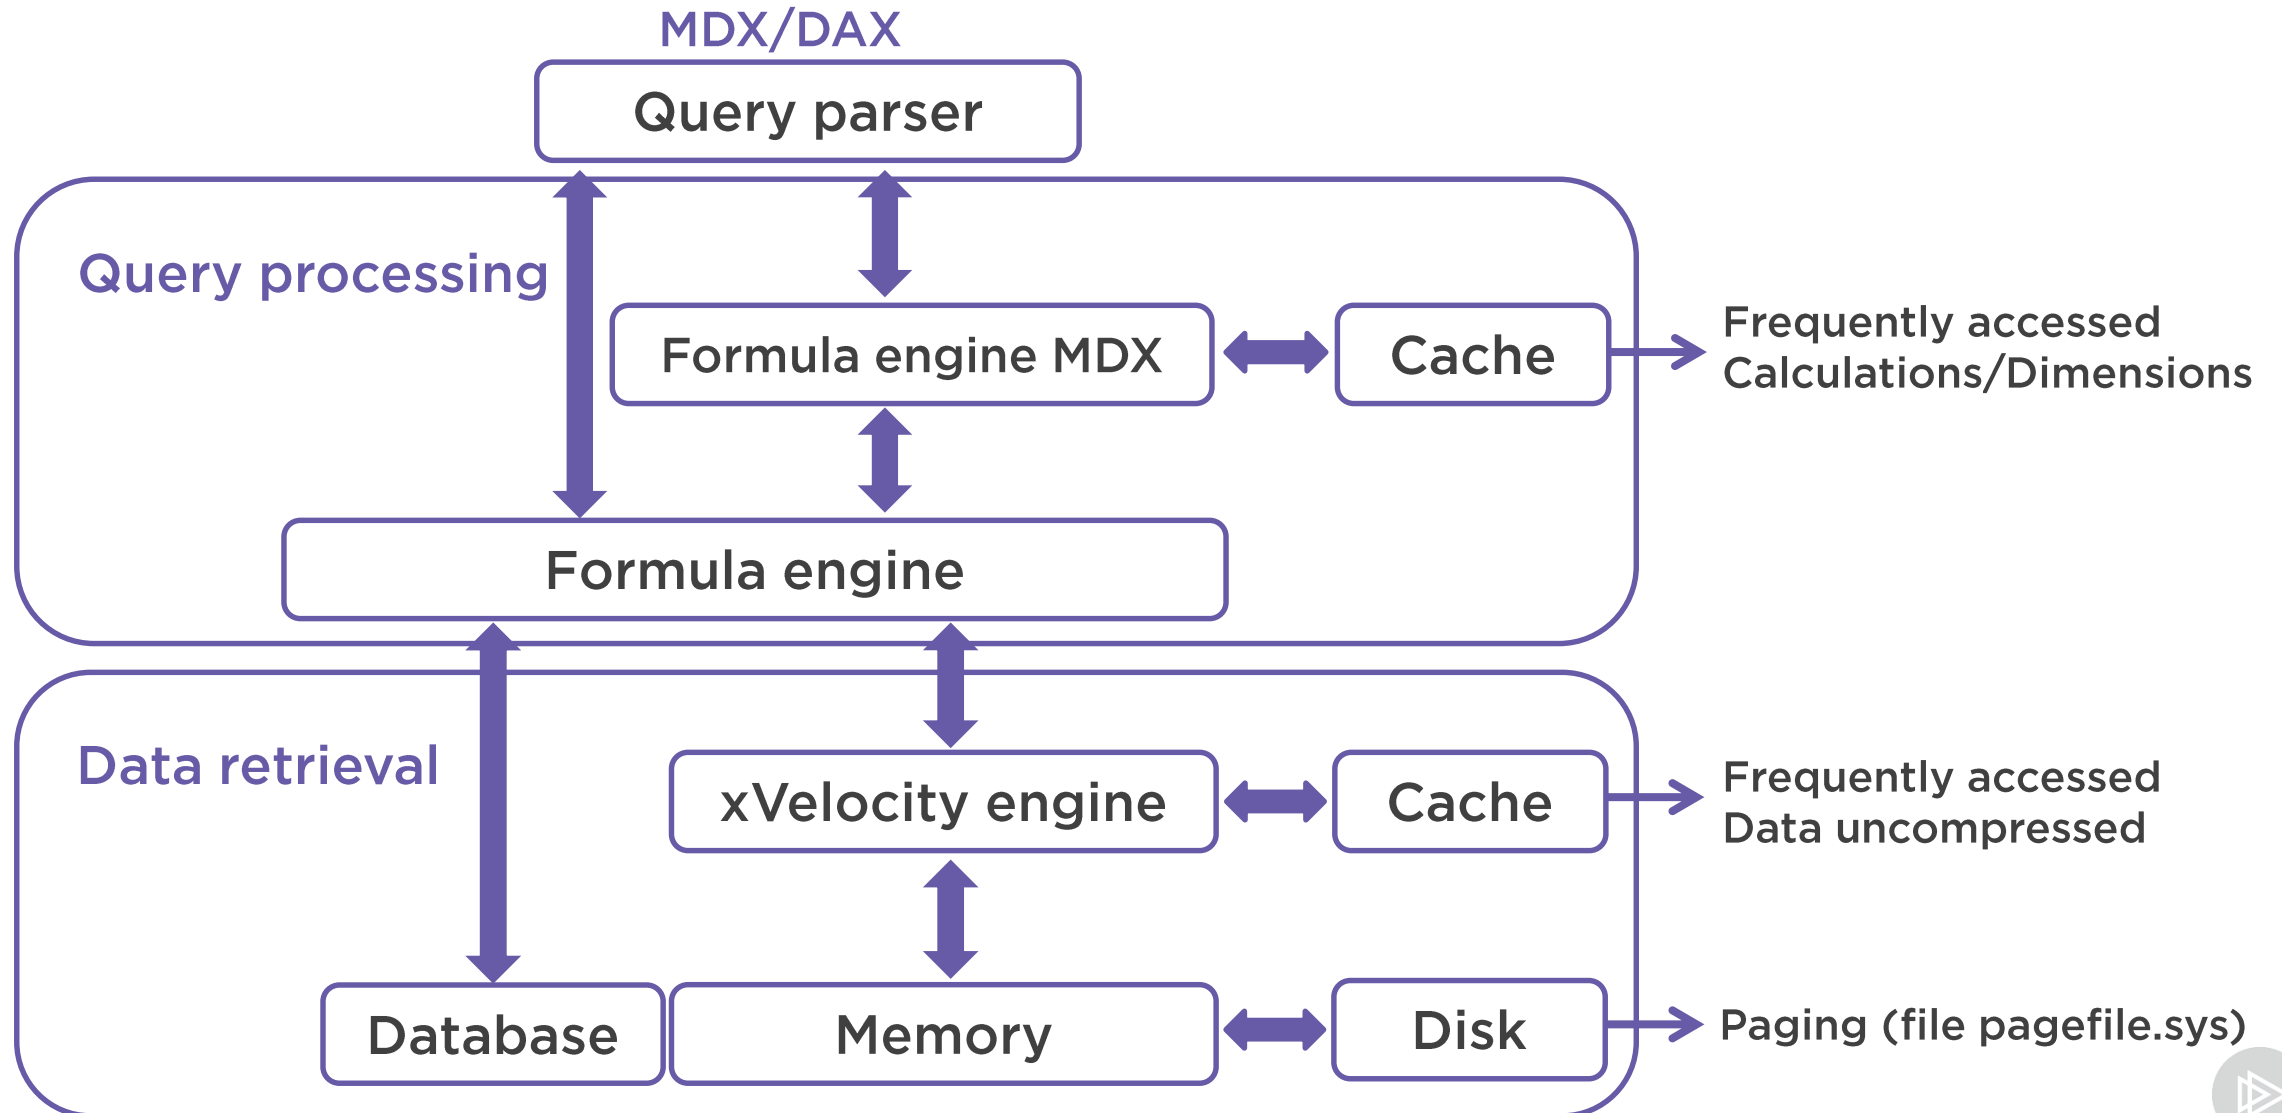 MDX/DAX
Query parser
Query processing
Formula engine MDX
Cache
Frequently accessed
Calculations/Dimensions
Formula engine
Data retrieval
xVelocity engine
Cache
Frequently accessed
Data uncompressed
Database
Memory
Disk
Paging (file pagefile.sys)